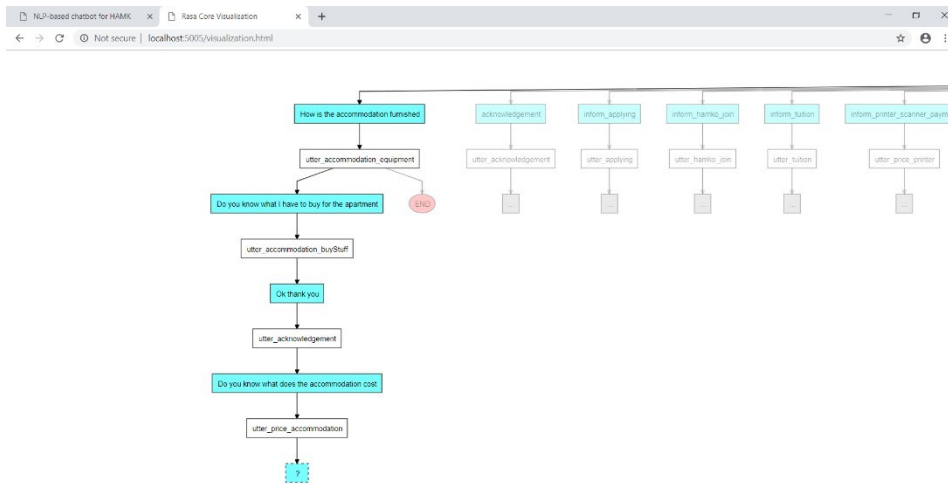 NLP-based chatbot for HAMK
Rasa Core Visualisation
Not secure | localhost:5005/visualization.html
How is the accommodation furnished
acknowledgement
inform_applying
inform_hamko_join
inform_tuition
inform_printer_scanner_paym
utter_accommodation_equipment
utter_acknowledgement
utter_applying
utter_hamko_join
utter_tuition
utter_price_printer
Do you know what I have to buy for the apartment
END
...
...
...
...
...
utter_accommodation_buyStuff
Ok thank you
utter_acknowledgement
Do you know what does the accommodation cost
utter_price_accommodation
?